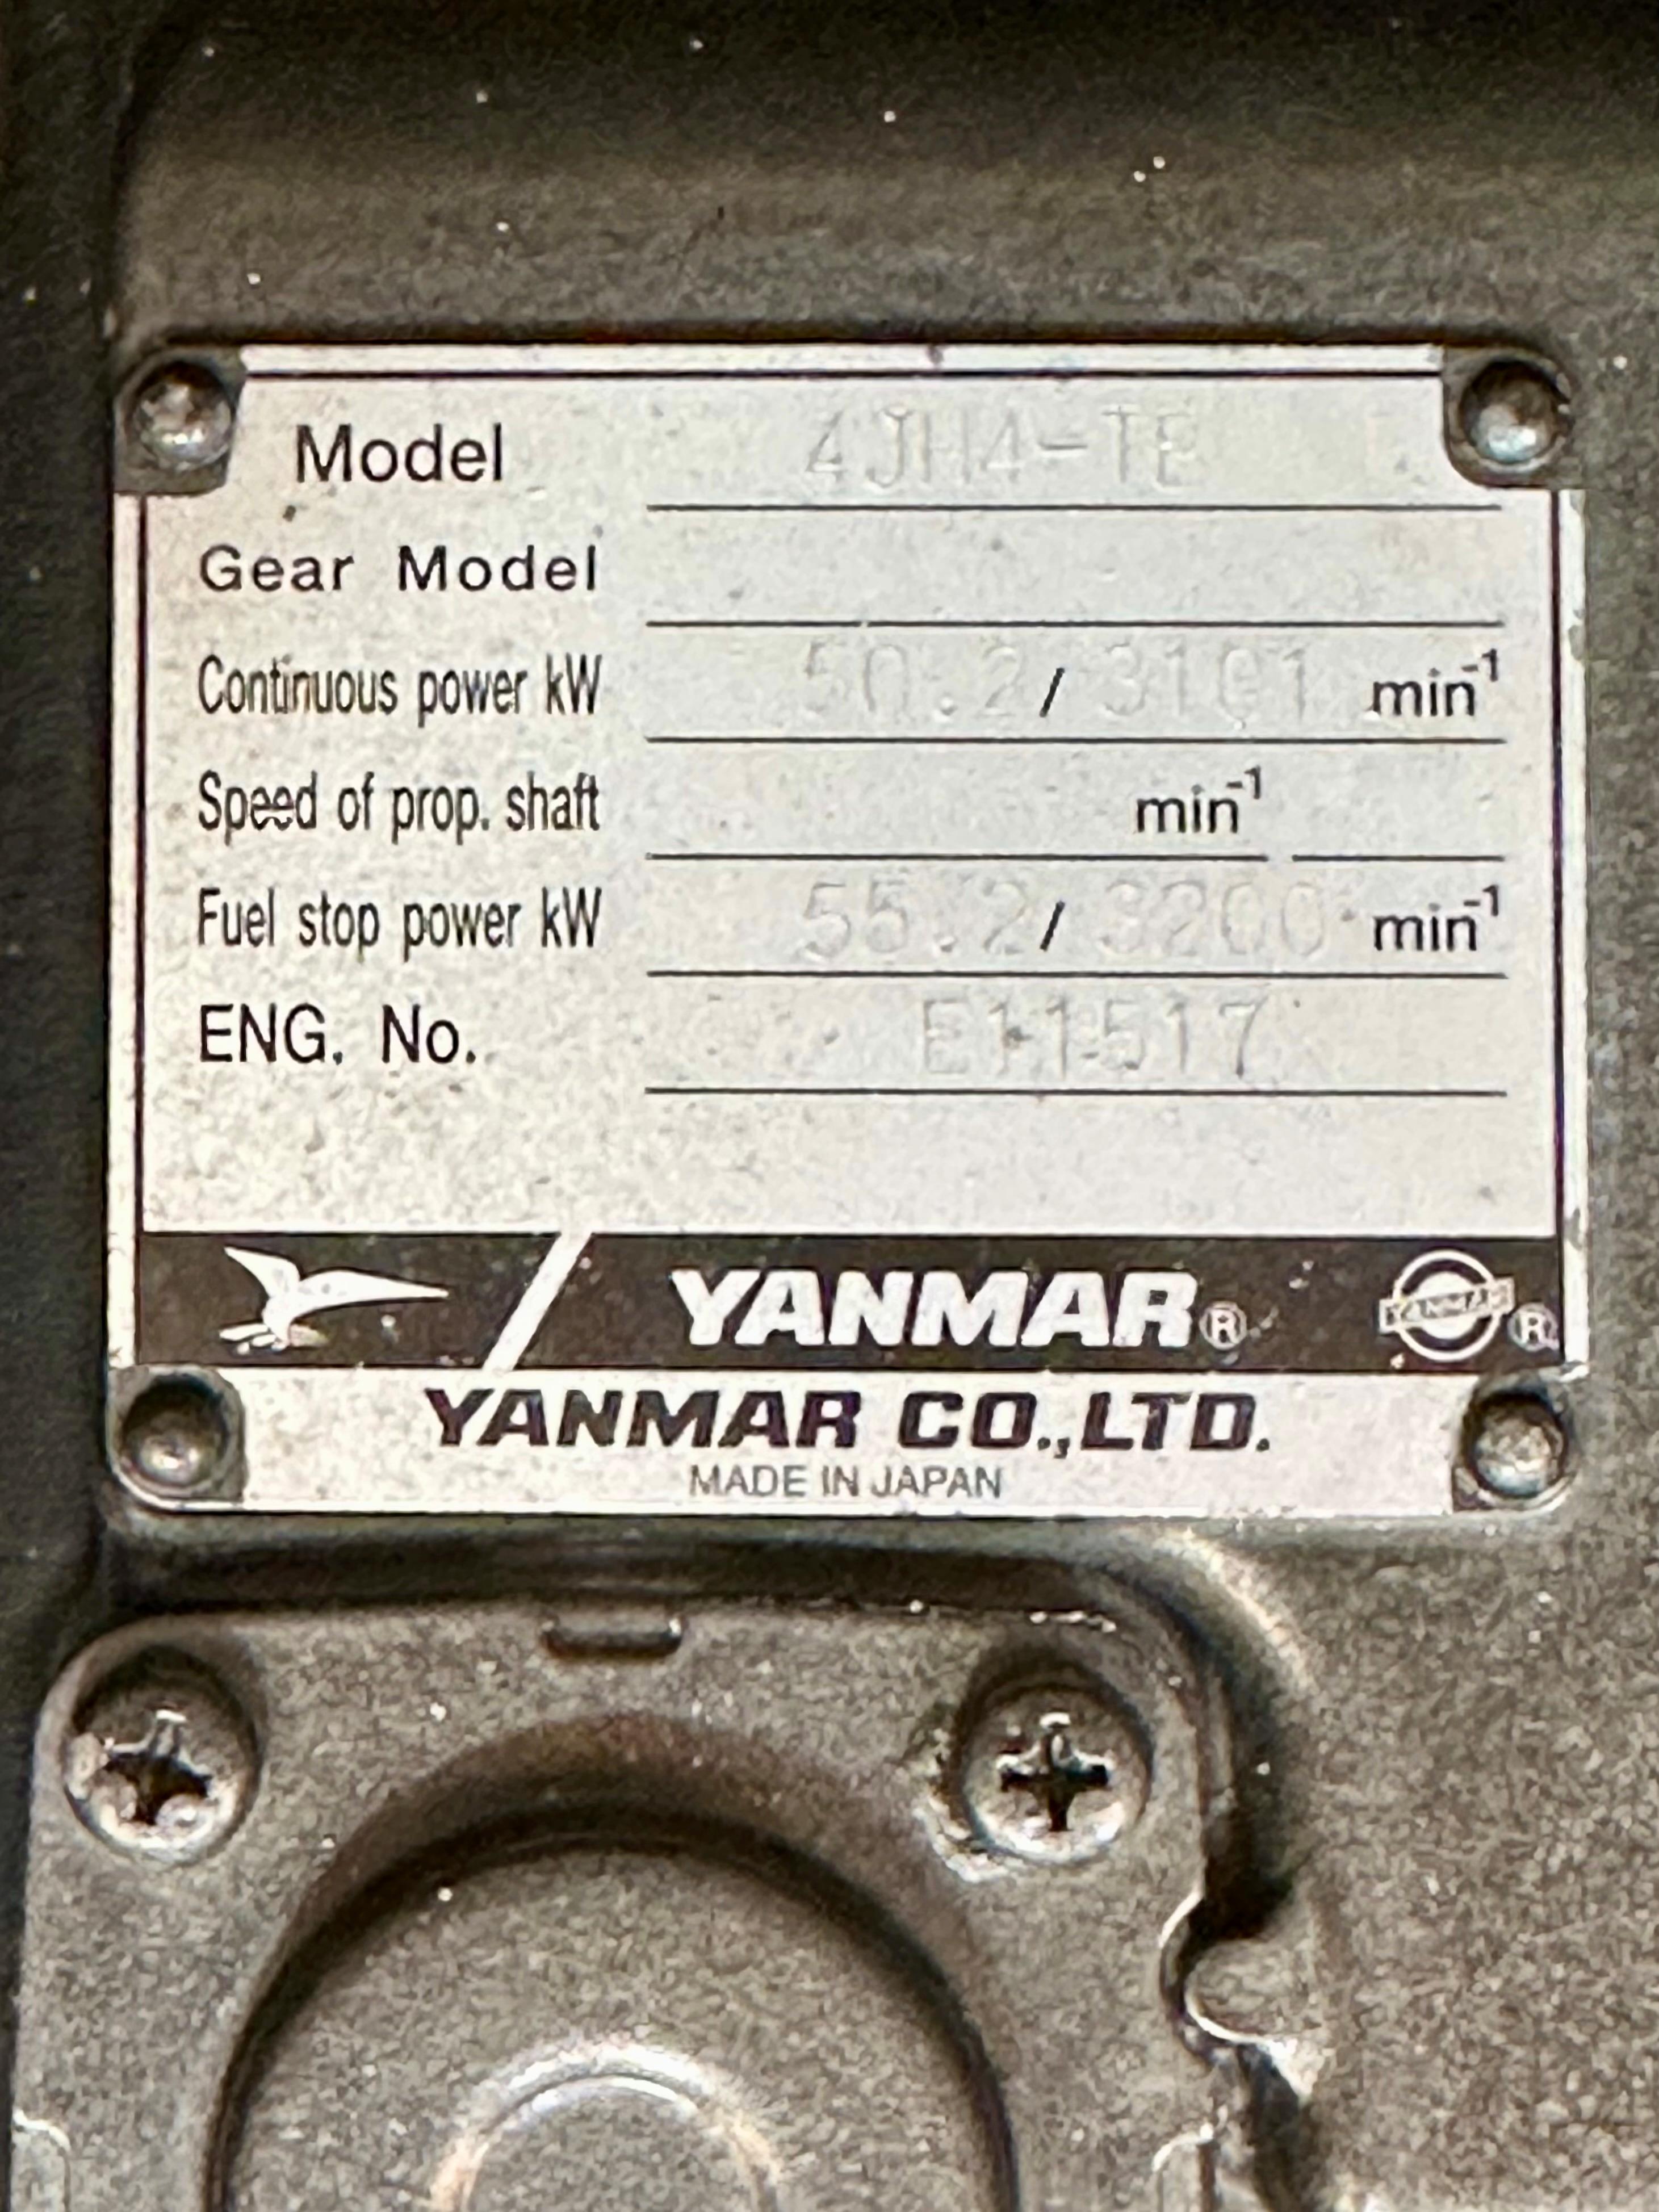 Model 4JH4-TE
Gear Model
Continuous power kW 50.2 / 3101 min-1
Speed of prop. shaft min-1
Fuel stop power kW 55.2 / 3200 min-1
ENG. No. E11517
YANMAR® YANMAR ®
YANMAR CO.,LTD.
MADE IN JAPAN